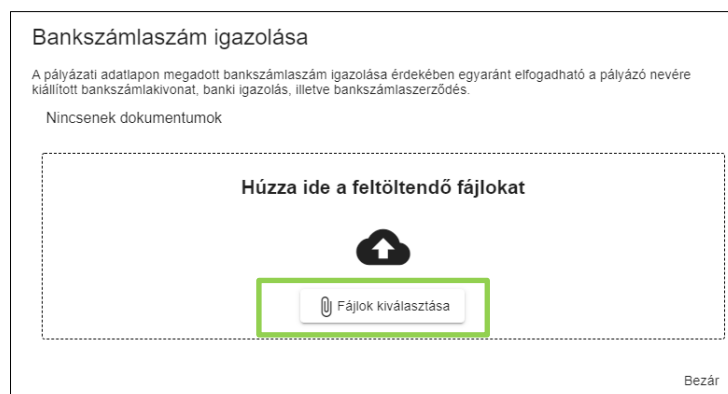 Bankszámlaszám igazolása
A pályázati adatlapon megadott bankszámlaszám igazolása érdekében egyaránt elfogadható a pályázó nevére
kiállított bankszámlakivonat, banki igazolás, illetve bankszámlaszerződés.
Nincsenek dokumentumok
Húzza ide a feltöltendő fájlokat
Fájlok kiválasztása
Bezár